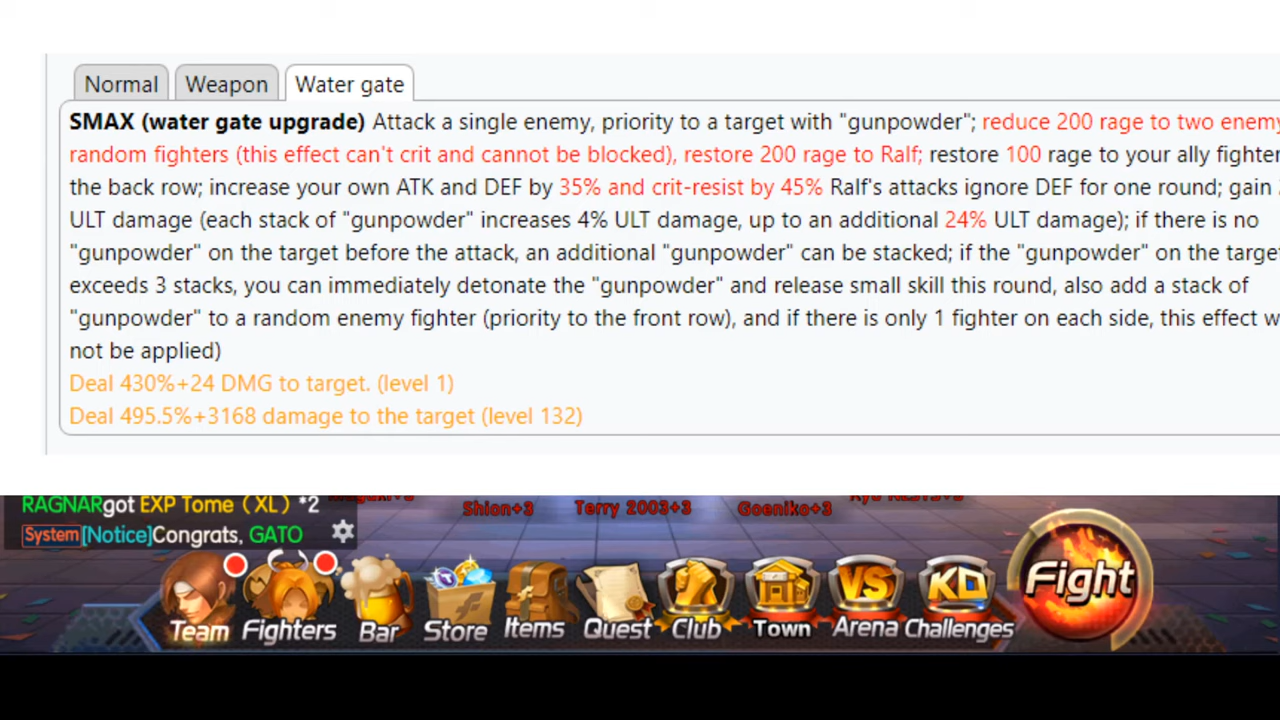 Normal Weapon Water gate
SMAX (water gate upgrade) Attack a single enemy, priority to a target with "gunpowder"; reduce 200 rage to two enemy
random fighters (this effect can't crit and cannot be blocked), restore 200 rage to Ralf; restore 100 rage to your ally fighter
the back row; increase your own ATK and DEF by 35% and crit-resist by 45% Ralf's attacks ignore DEF for one round; gain
ULT damage (each stack of "gunpowder" increases 4% ULT damage, up to an additional 24% ULT damage); if there is no
"gunpowder" on the target before the attack, an additional "gunpowder" can be stacked; if the "gunpowder" on the target
exceeds 3 stacks, you can immediately detonate the "gunpowder" and release small skill this round, also add a stack of
"gunpowder" to a random enemy fighter (priority to the front row), and if there is only 1 fighter on each side, this effect w
not be applied)
Deal 430%+24 DMG to target. (level 1)
Deal 495.5%+3168 damage to the target (level 132)
RAGNARgot EXP Tome (XL) *2
Shion+3 Terry 2003+3 Goeniko+3
System [Notice]Congrats, GATO
VS KO
Team Fighters Bar Store Items Quest Club Town Arena Challenges Fight